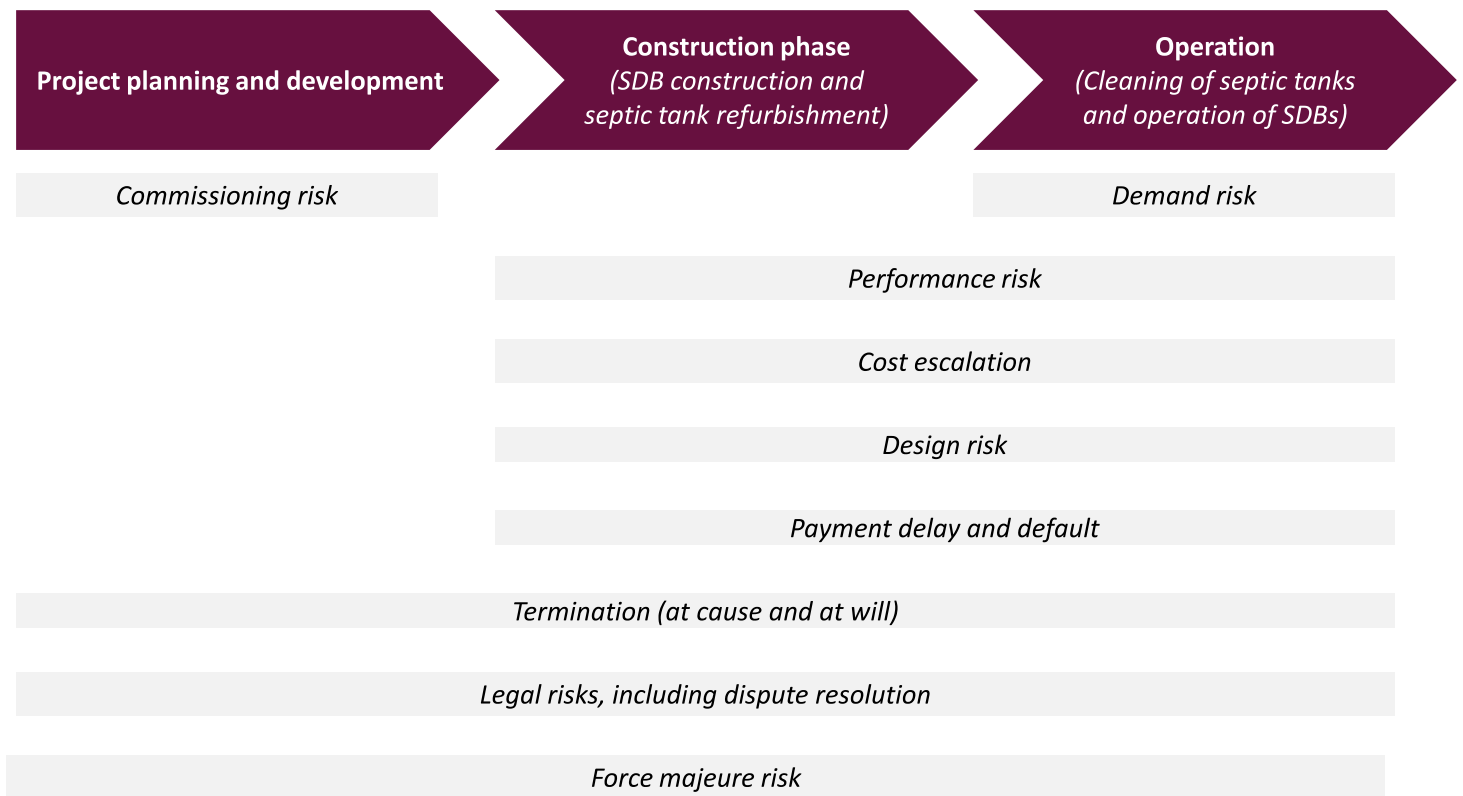 Project planning and development
Construction phase
(SDB construction and
septic tank refurbishment)
Operation
(Cleaning of septic tanks
and operation of SDBs)
Commissioning risk
Demand risk
Performance risk
Cost escalation
Design risk
Payment delay and default
Termination (at cause and at will)
Legal risks, including dispute resolution
Force majeure risk